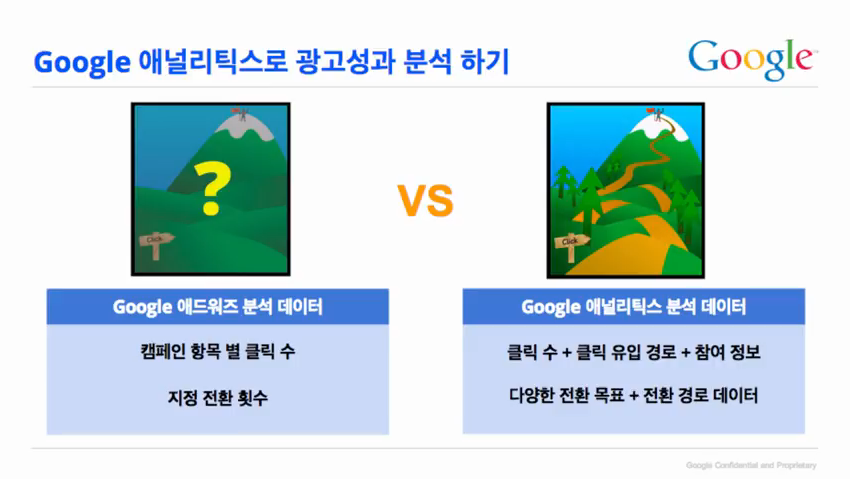 Google 애널리틱스로 광고성과 분석 하기
Google
?
Click
VS
Click
Google 애드워즈 분석 데이터
캠페인 항목 별 클릭 수
지정 전환 횟수
Google 애널리틱스 분석 데이터
클릭 수 + 클릭 유입 경로 + 참여 정보
다양한 전환 목표 + 전환 경로 데이터
Google Confidential and Proprietary